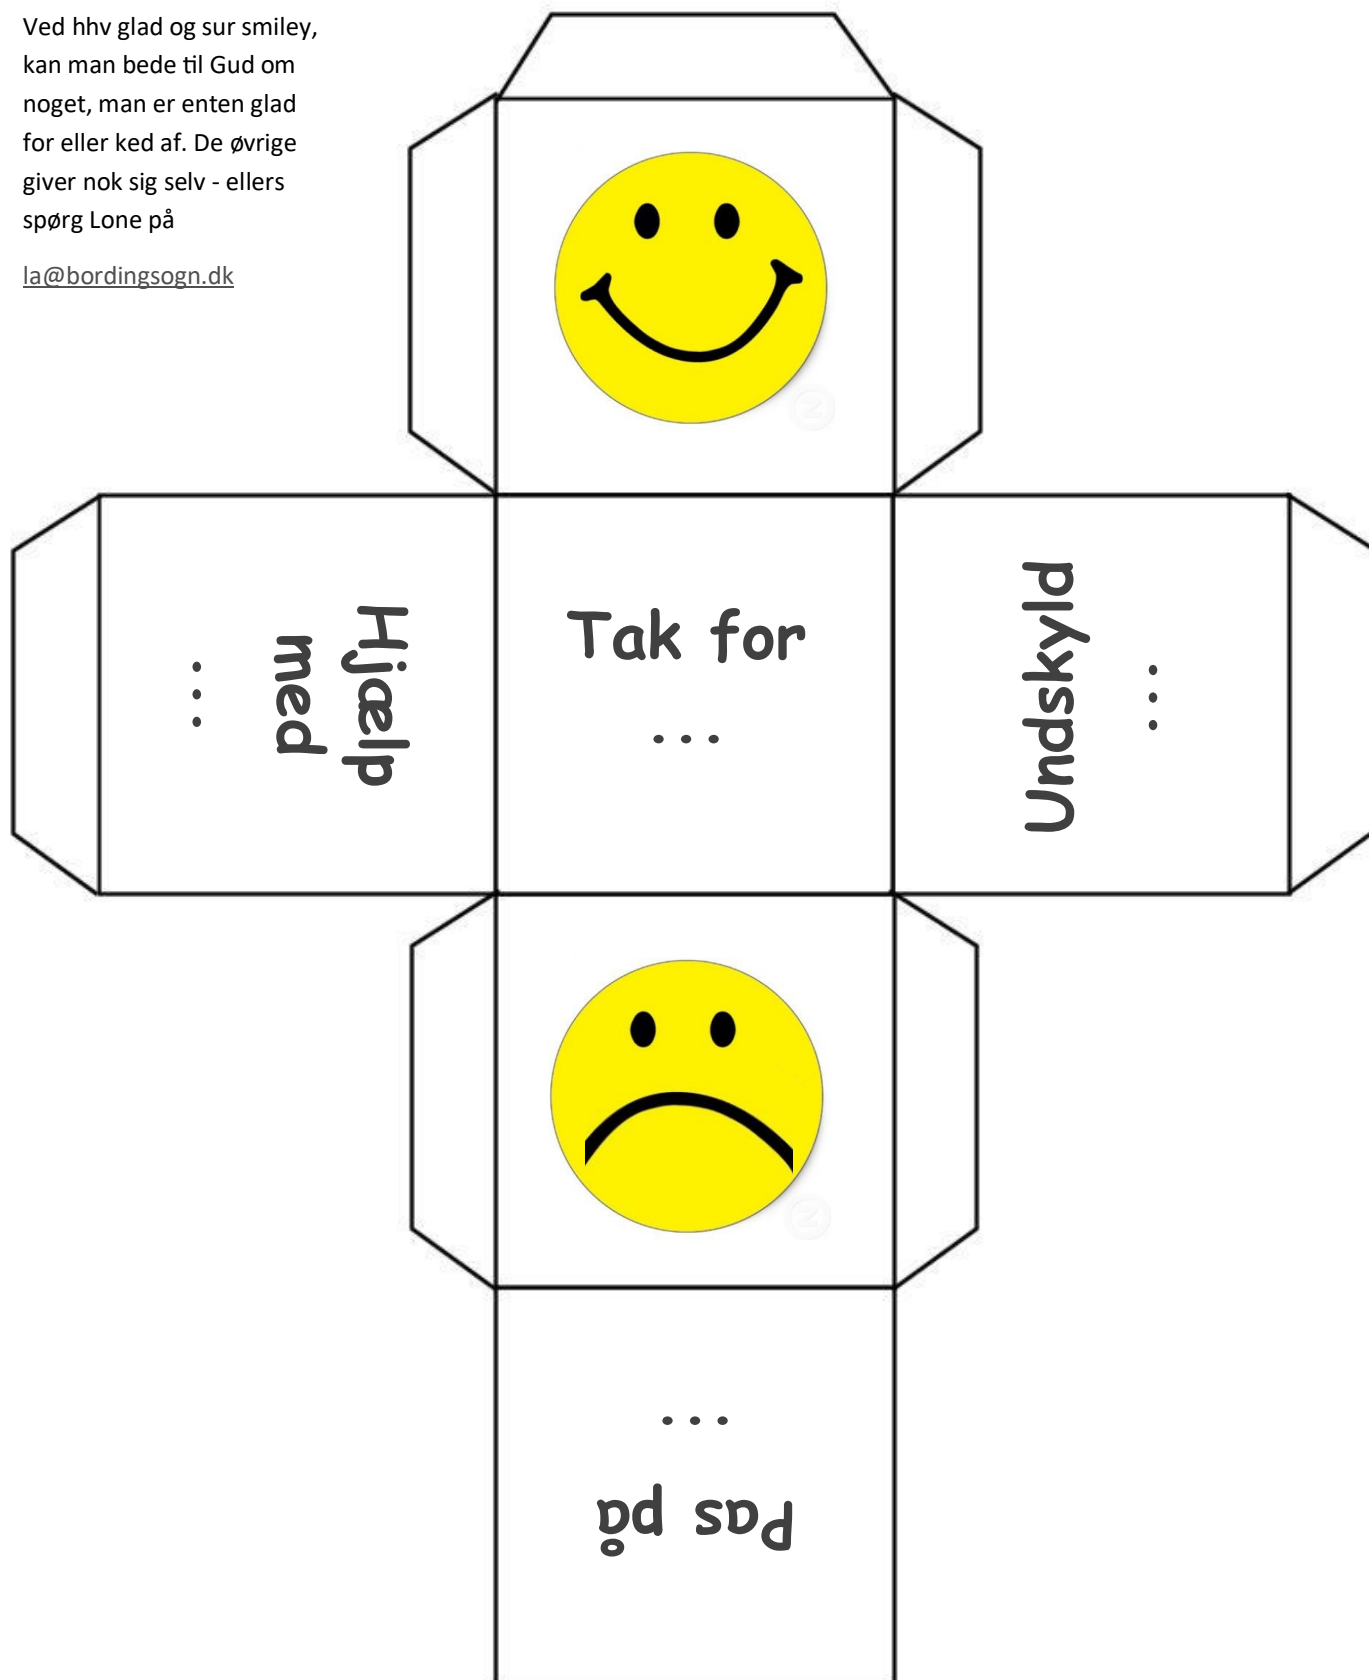 Ved hhv glad og sur smiley,
kan man bede til Gud om
noget, man er enten glad
for eller ked af. De øvrige
giver nok sig selv - ellers
spørg Lone på
la@bordingsogn.dk
Hjælp
med
...
Tak for
...
Undskyld
...
Pas på
...